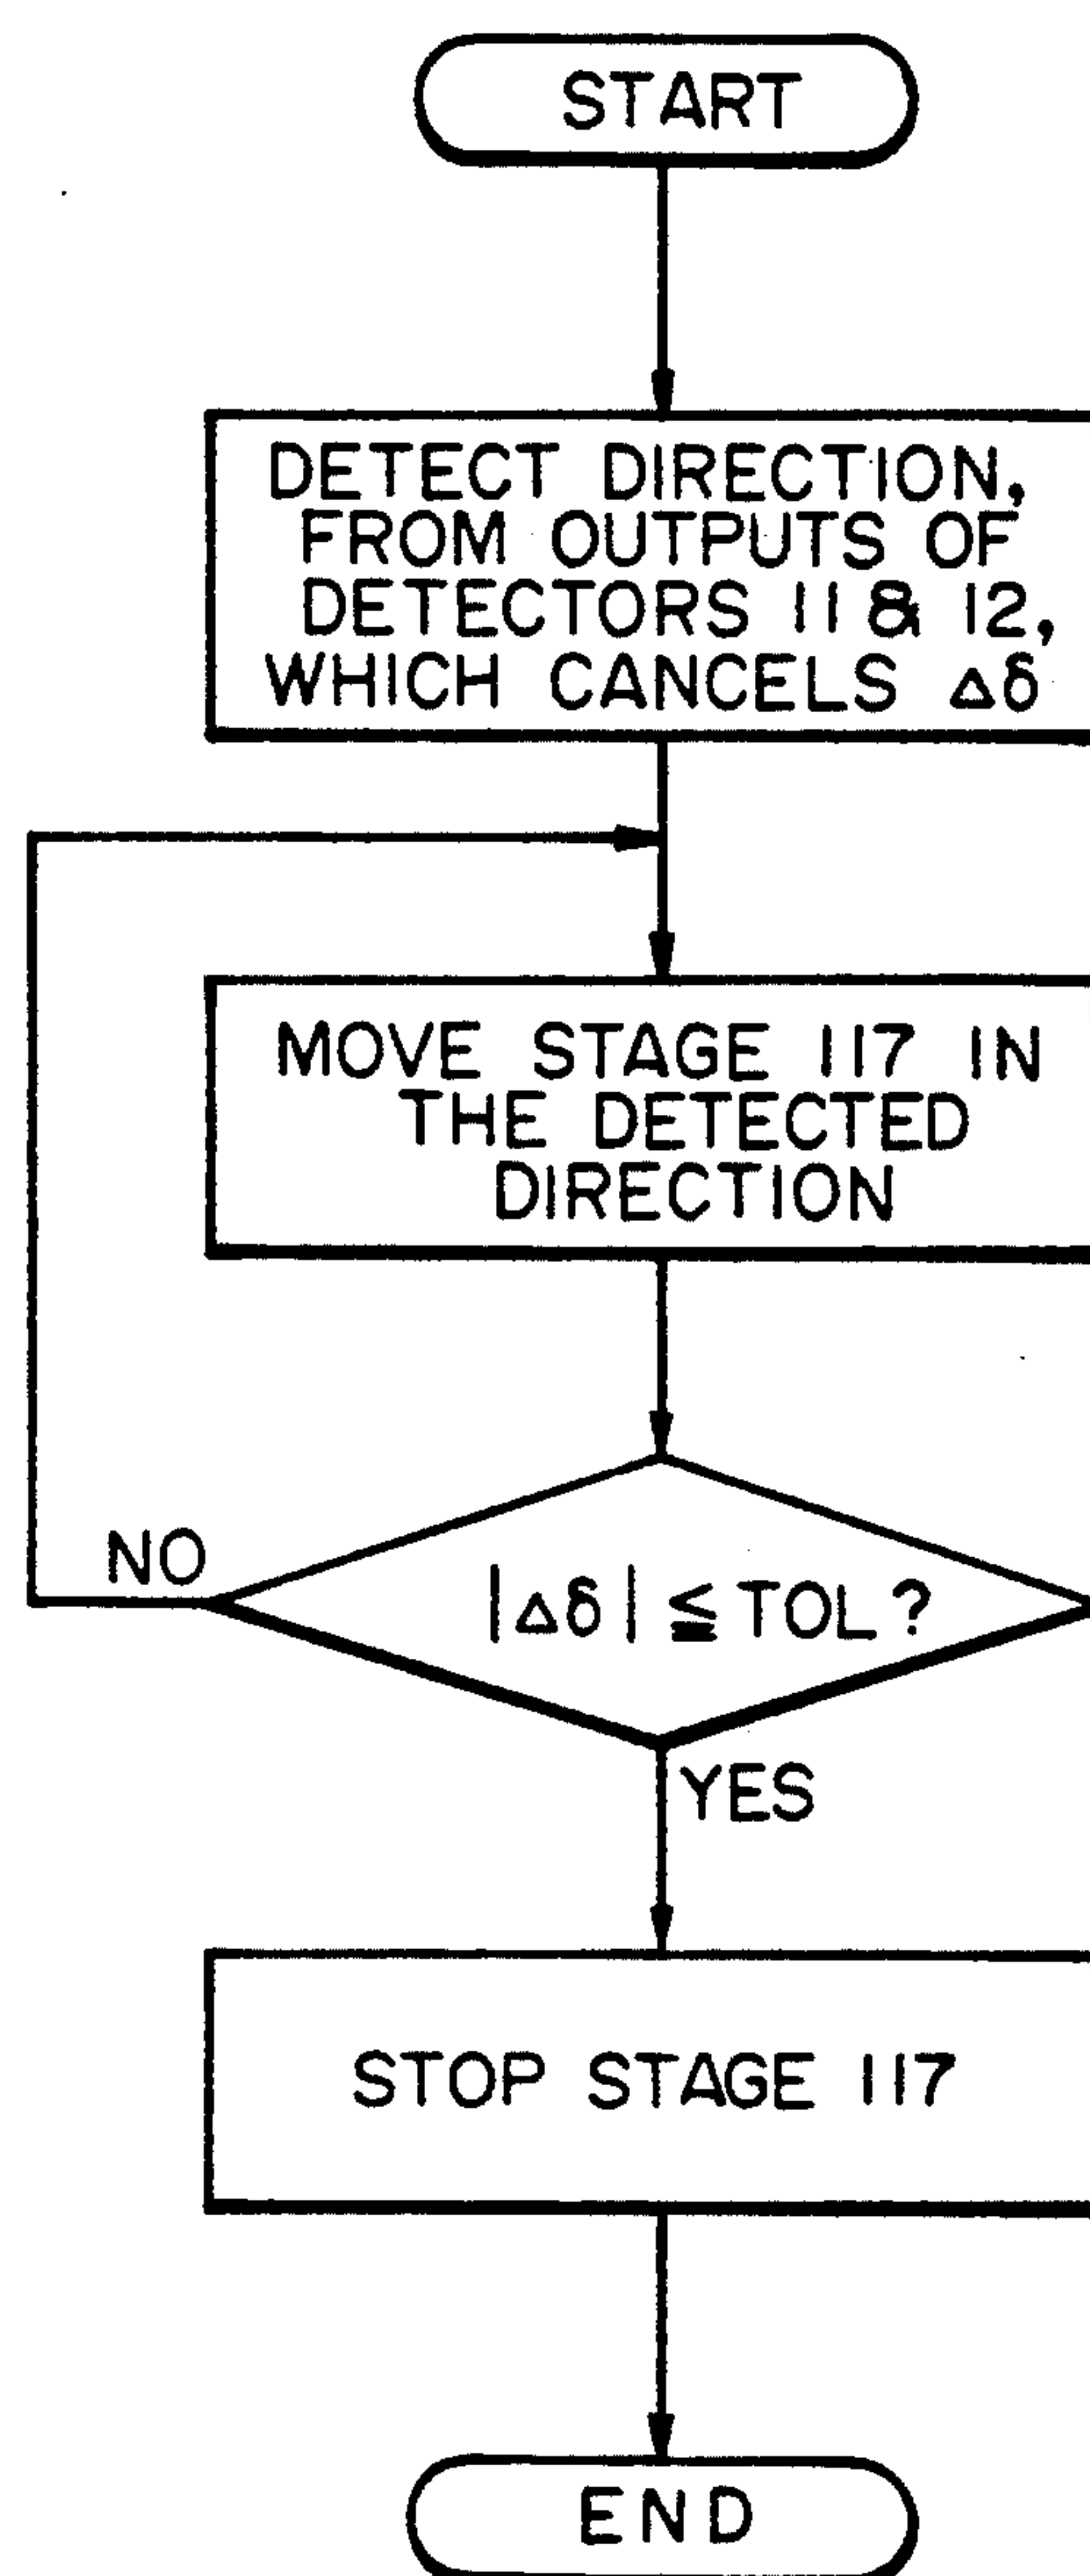 START
DETECT DIRECTION,
FROM OUTPUTS OF
DETECTORS 11 & 12,
WHICH CANCELS Δδ
MOVE STAGE 117 IN
THE DETECTED
DIRECTION
NO
|Δδ| ≦ TOL?
YES
STOP STAGE 117
END